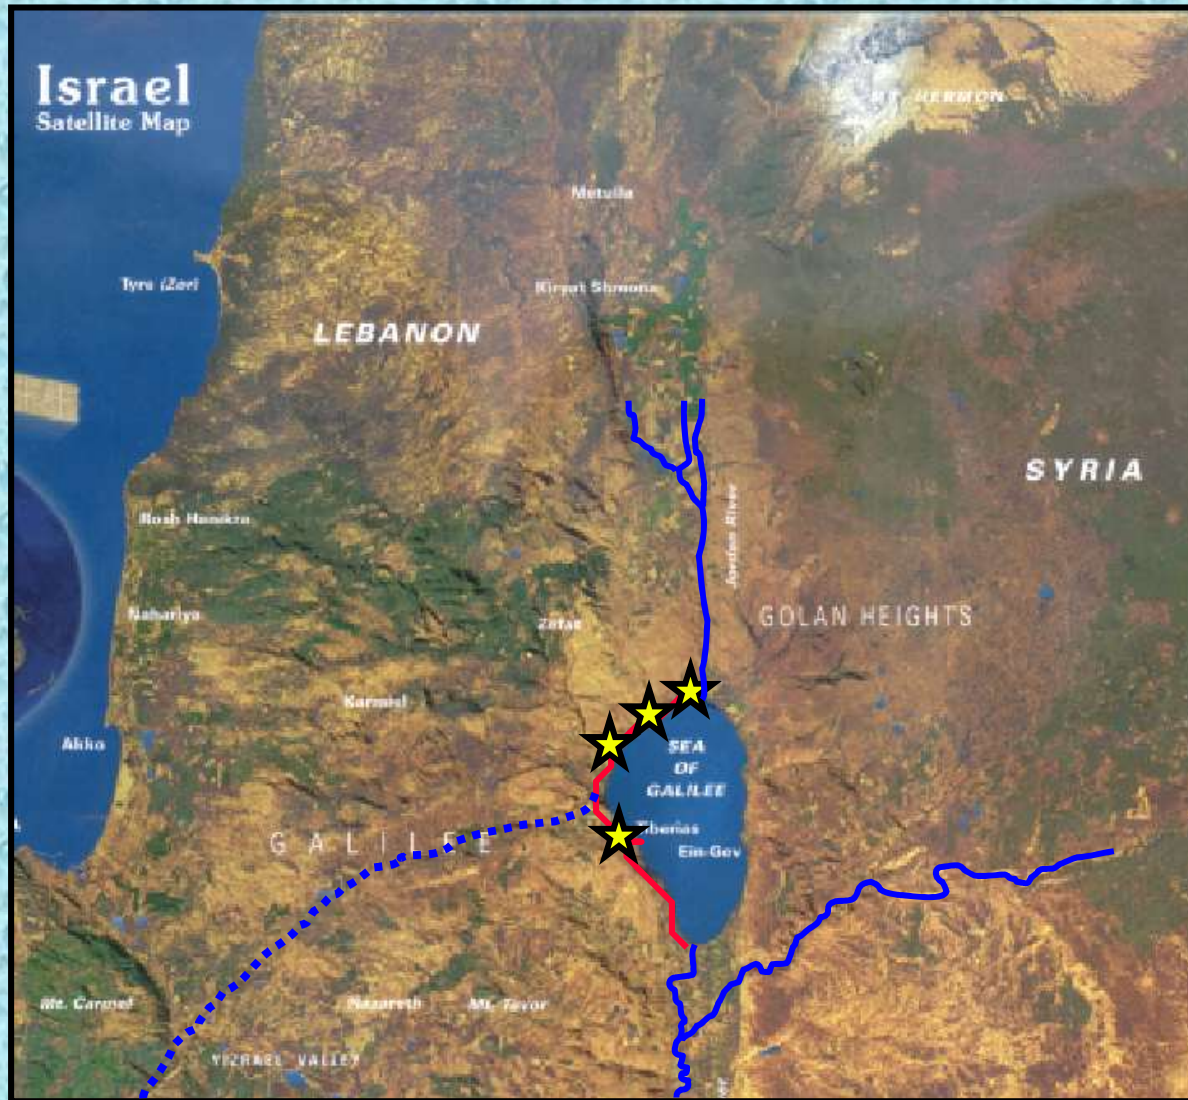 Israel
Satellite Map
MT. HERMON
Metulla
Tyre (Zor)
Kiryat Shmona
LEBANON
SYRIA
Jordan River
Rosh Hanikra
Nahariya
GOLAN HEIGHTS
Zefat
Karmiel
Akko
SEA
OF
GALILEE
Tiberias
GALILEE
Ein-Gev
Mt. Carmel
Nazareth
Mt. Tavor
YIZRAEL VALLEY